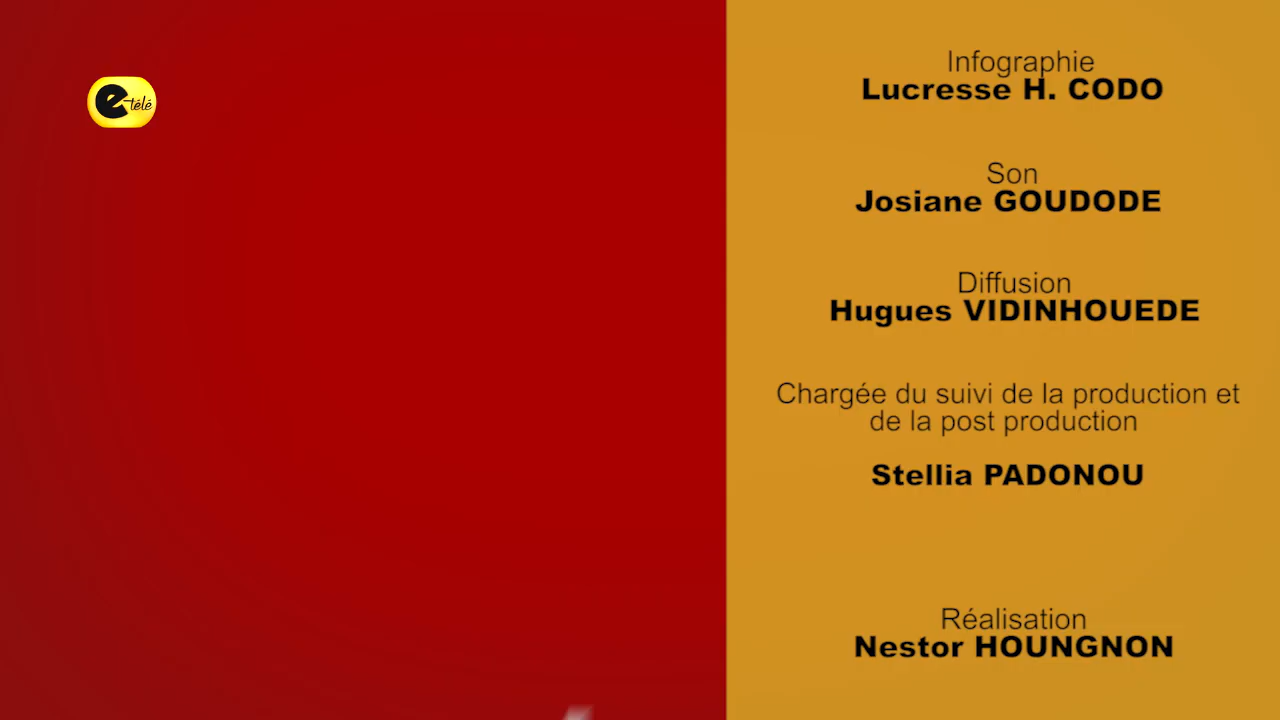 e-télé
Infographie
Lucresse H. CODO
Son
Josiane GOUDODE
Diffusion
Hugues VIDINHOUEDE
Chargée du suivi de la production et
de la post production
Stellia PADONOU
Réalisation
Nestor HOUNGNON